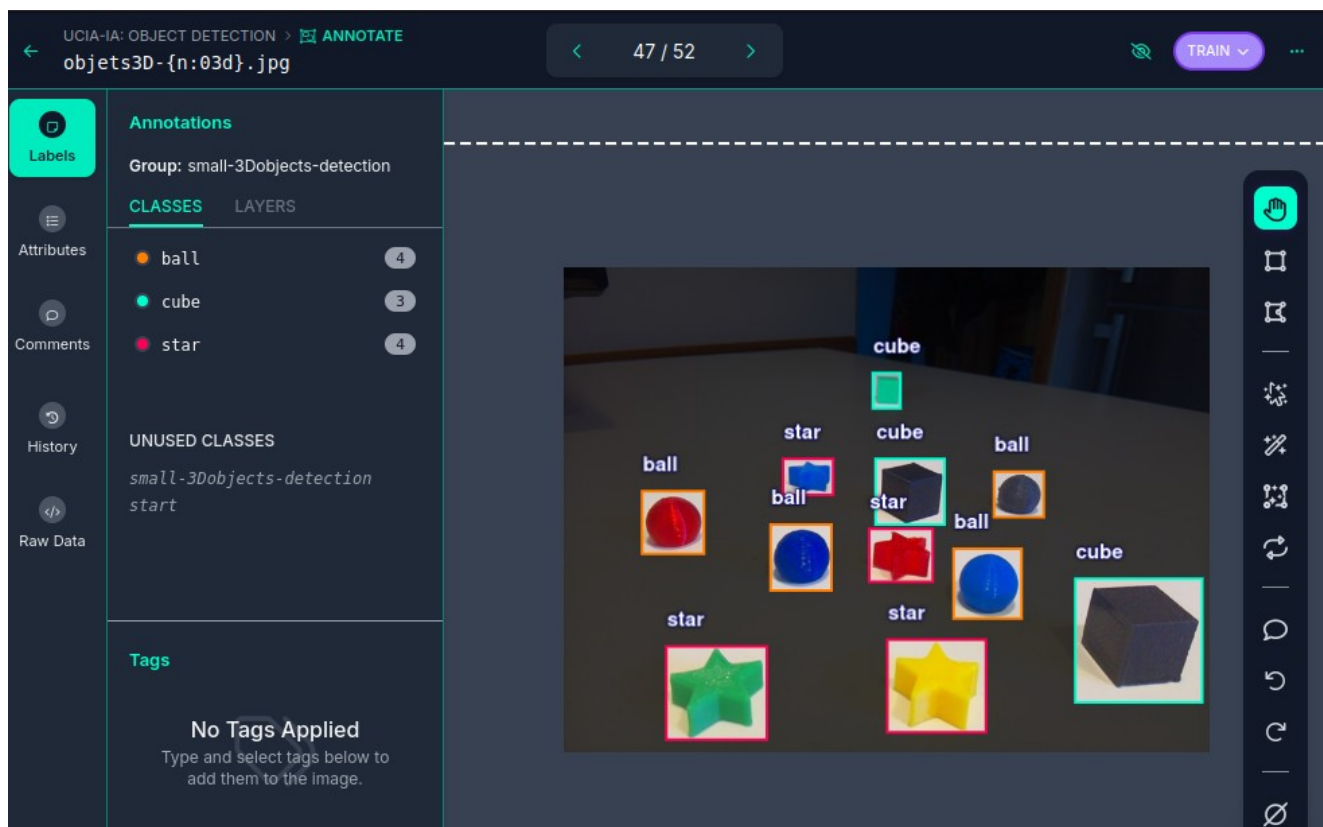 UCIA-IA: OBJECT DETECTION > ANNOTATE
objets3D-{n:03d}.jpg
47 / 52
TRAIN
Labels
Attributes
Comments
History
Raw Data
Annotations
Group: small-3Dobjects-detection
CLASSES LAYERS
ball 4
cube 3
star 4
UNUSED CLASSES
small-3Dobjects-detection
start
Tags
No Tags Applied
Type and select tags below to
add them to the image.
cube
star
cube
ball
ball
ball
star
ball
cube
star
star